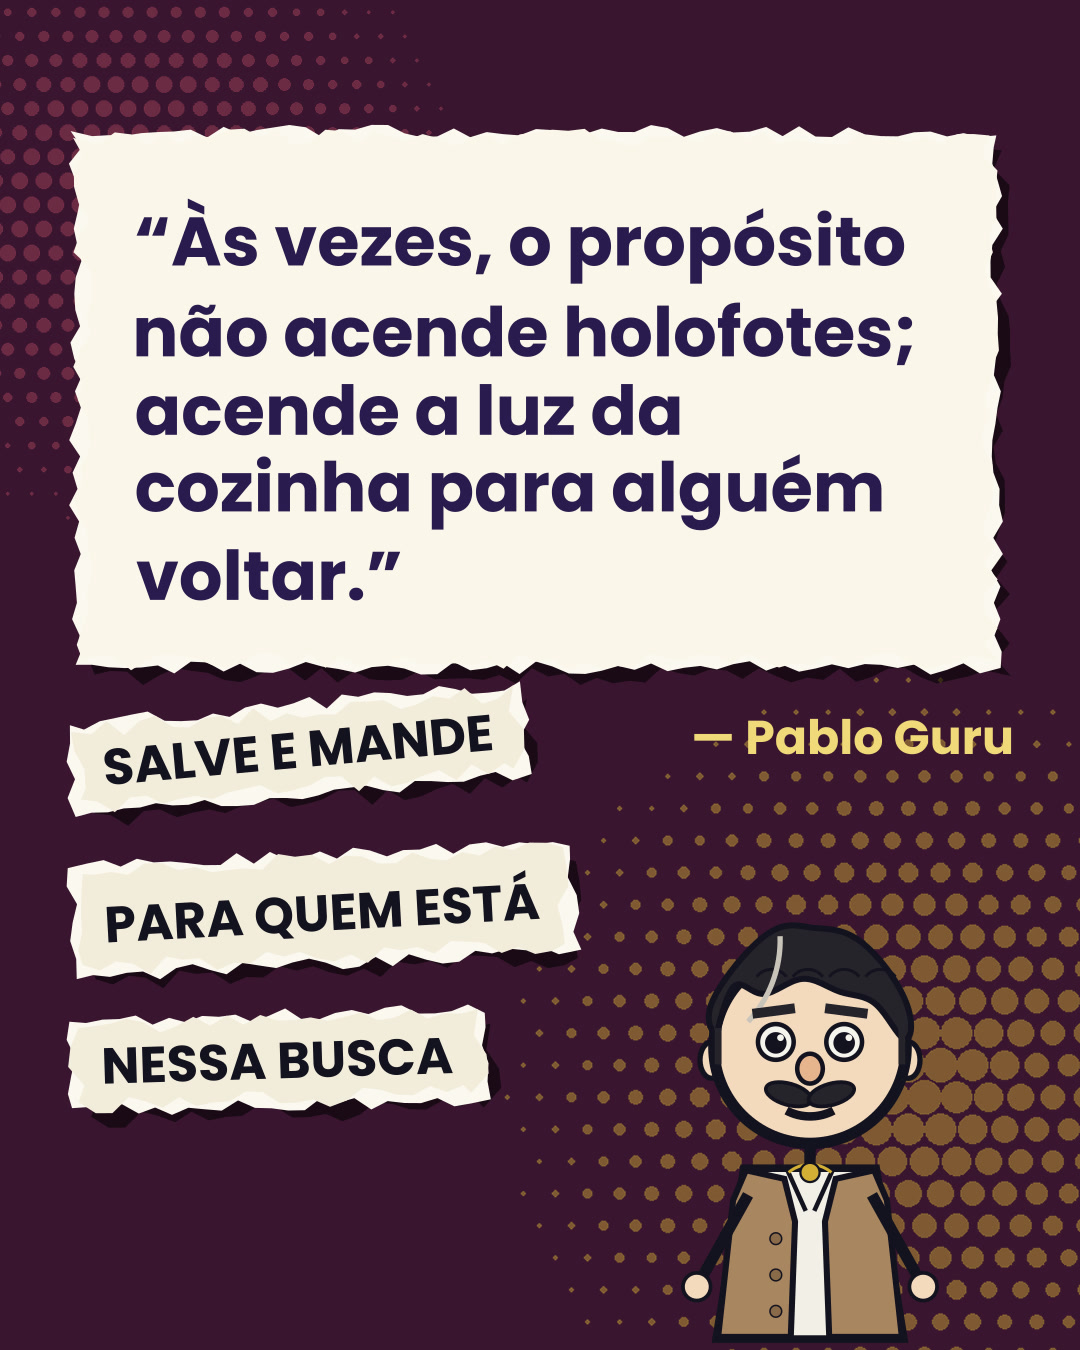 “Às vezes, o propósito
não acende holofotes;
acende a luz da
cozinha para alguém
voltar.”
— Pablo Guru
SALVE E MANDE
PARA QUEM ESTÁ
NESSA BUSCA